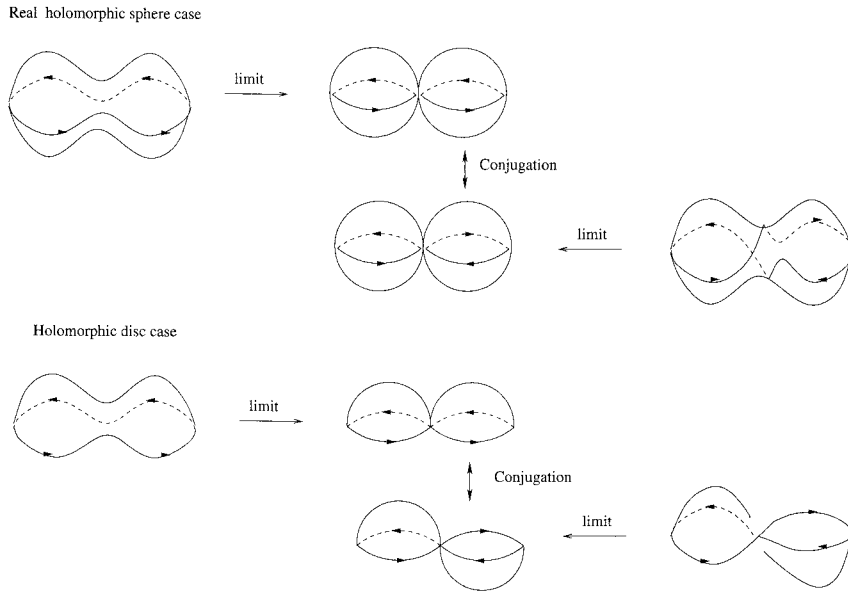 Real holomorphic sphere case
limit
Conjugation
limit
Holomorphic disc case
limit
Conjugation
limit